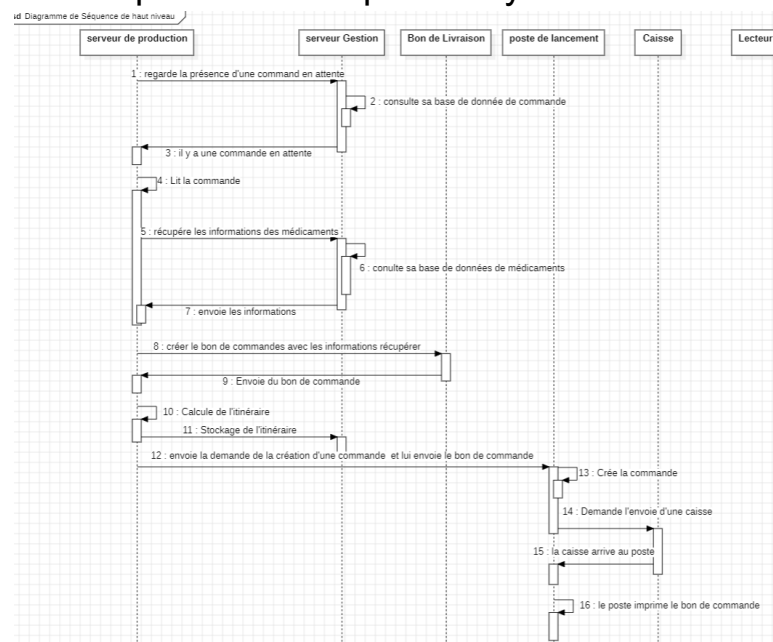 sd Diagramme de Séquence de haut niveau
serveur de production
serveur Gestion
Bon de Livraison
poste de lancement
Caisse
Lecteur
1 : regarde la présence d'une command en attente
2 : consulte sa base de donnée de commande
3 : il y a une commande en attente
4 : Lit la commande
5 : récupére les informations des médicaments
6 : conulte sa base de données de médicaments
7 : envoie les informations
8 : créer le bon de commandes avec les informations récupérer
9 : Envoie du bon de commande
10 : Calcule de l'itinéraire
11 : Stockage de l'itinéraire
12 : envoie la demande de la création d'une commande et lui envoie le bon de commande
13 : Crée la commande
14 : Demande l'envoie d'une caisse
15 : la caisse arrive au poste
16 : le poste imprime le bon de commande